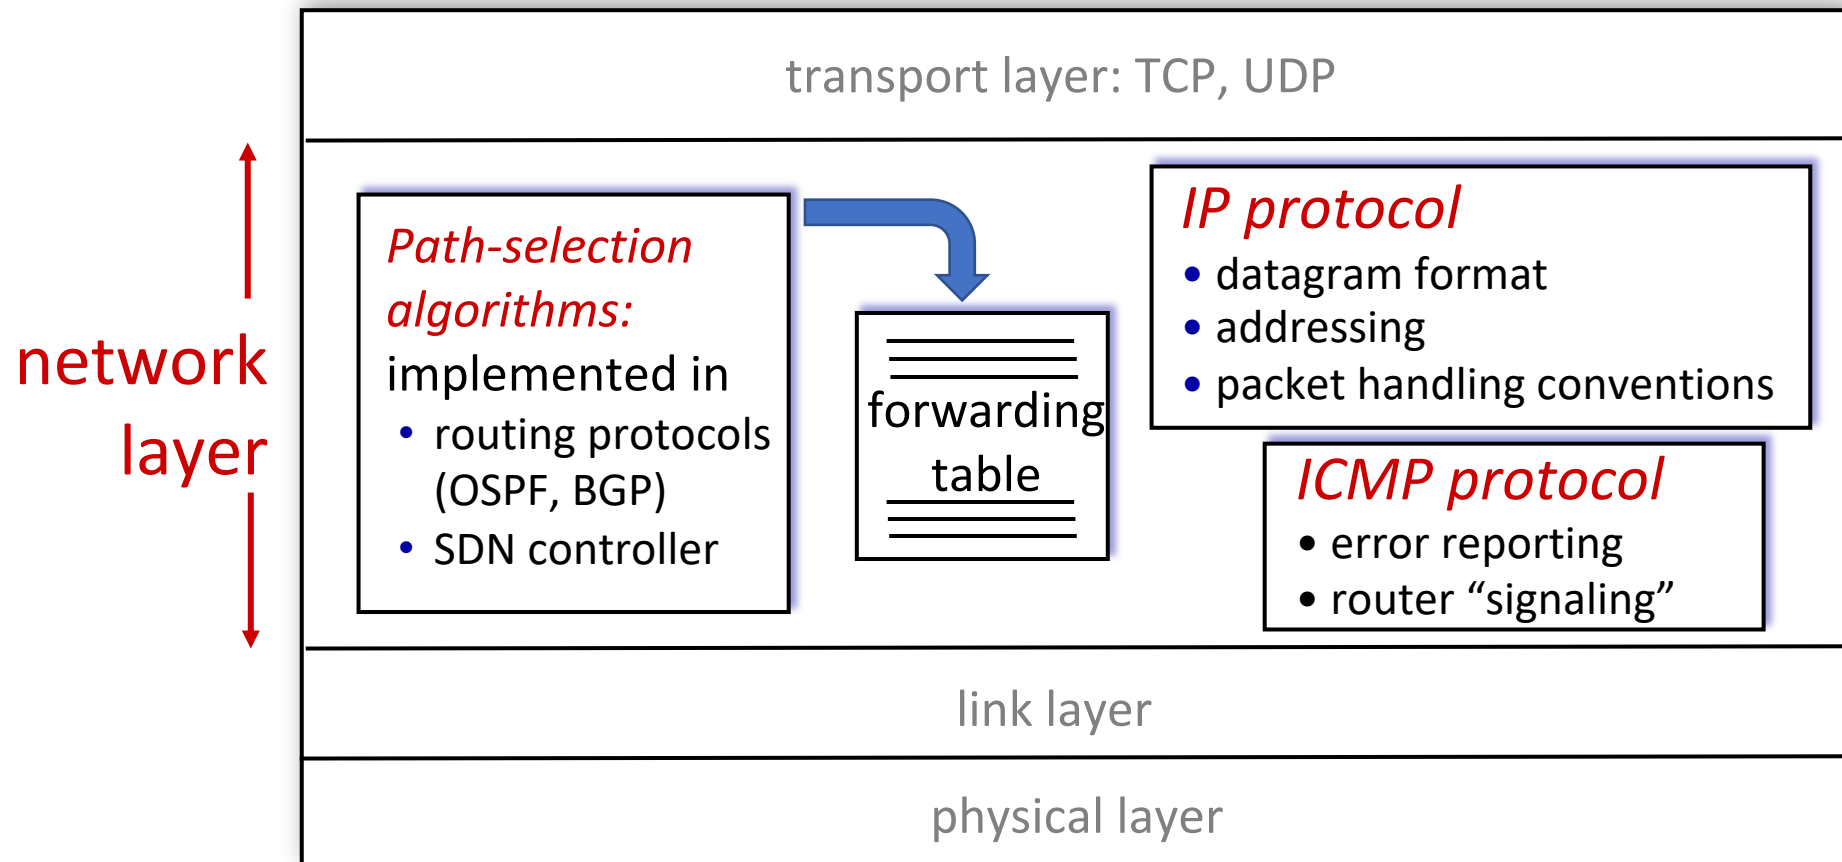 transport layer: TCP, UDP
network
layer
Path-selection
algorithms:
implemented in
• routing protocols
(OSPF, BGP)
• SDN controller
forwarding
table
IP protocol
• datagram format
• addressing
• packet handling conventions
ICMP protocol
• error reporting
• router “signaling”
link layer
physical layer